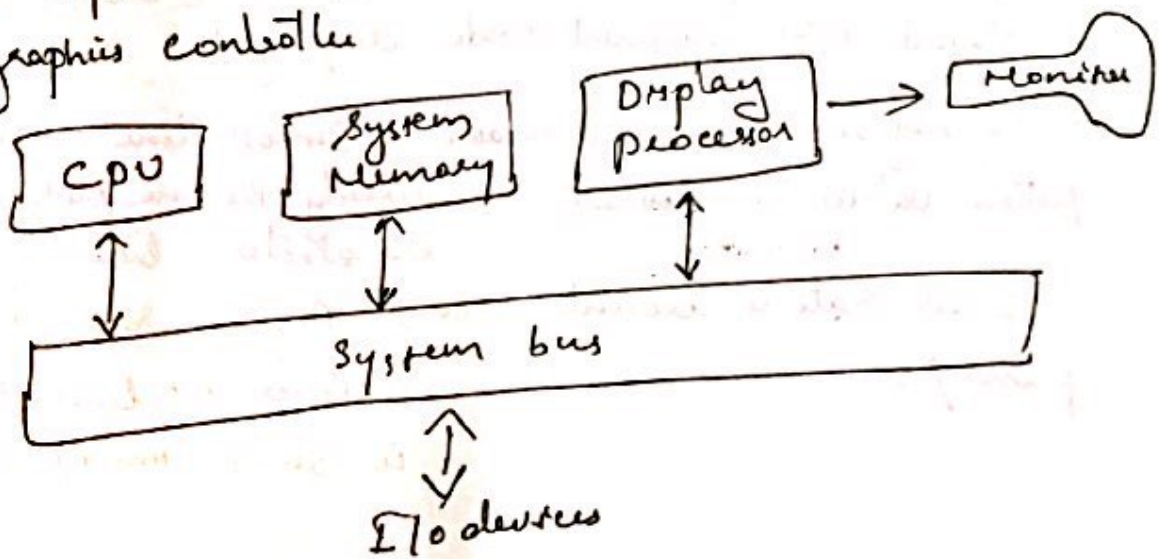 graphics controller
CPU
System
Memory
Display
processor
Monitor
System bus
I/O devices